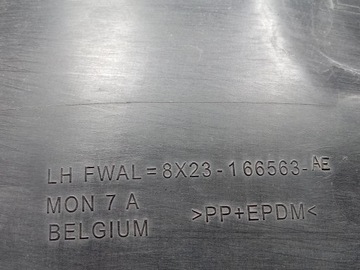 LH FWAL=8X23-166563-AE
MON 7 A
>PP+EPDM<
BELGIUM